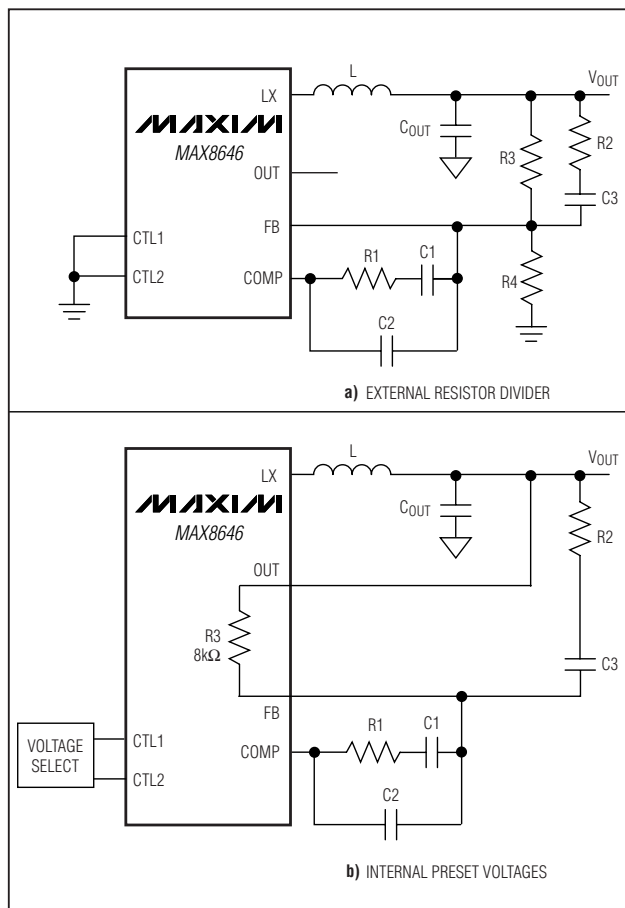 LX
L
VOUT
MAXIM
MAX8646
COUT
R3
R2
OUT
C3
FB
CTL1
R1
C1
COMP
CTL2
R4
C2
a) EXTERNAL RESISTOR DIVIDER
LX
L
VOUT
MAXIM
MAX8646
COUT
R2
OUT
R3
8kΩ
C3
FB
VOLTAGE
SELECT
CTL1
R1
C1
COMP
CTL2
C2
b) INTERNAL PRESET VOLTAGES